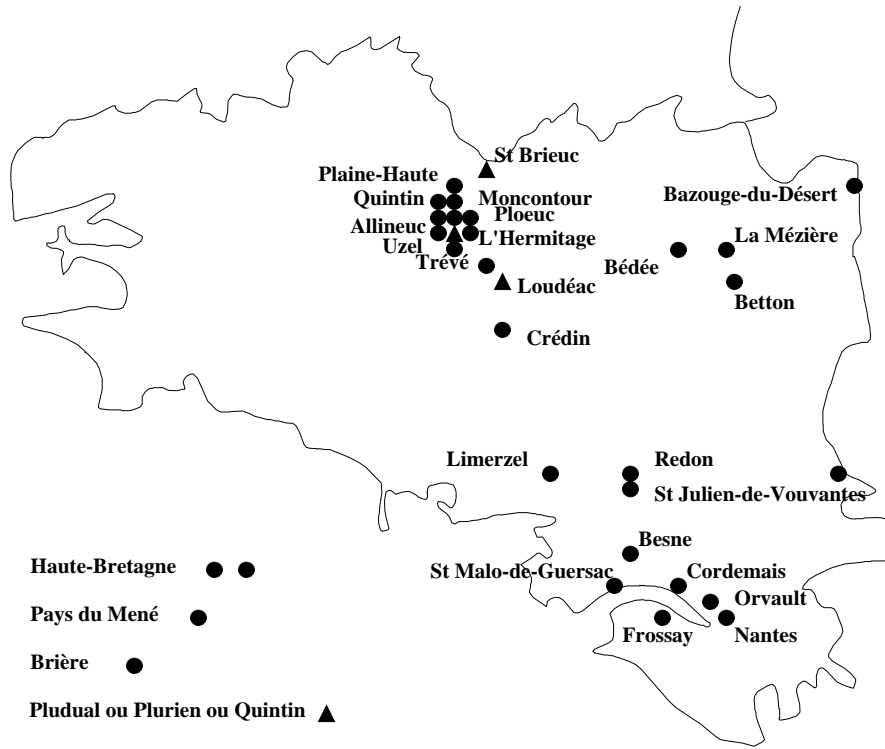 St Brieuc
Plaine-Haute
Quintin
Moncontour
Bazouge-du-Désert
Ploeuc
Allineuc
L'Hermitage
La Mézière
Uzel
Trévé
Bédée
Loudéac
Betton
Crédin
Limerzel
Redon
St Julien-de-Vouvantes
Besne
Haute-Bretagne
St Malo-de-Guersac
Cordemais
Orvault
Pays du Mené
Frossay
Nantes
Brière
Pludual ou Plurien ou Quintin